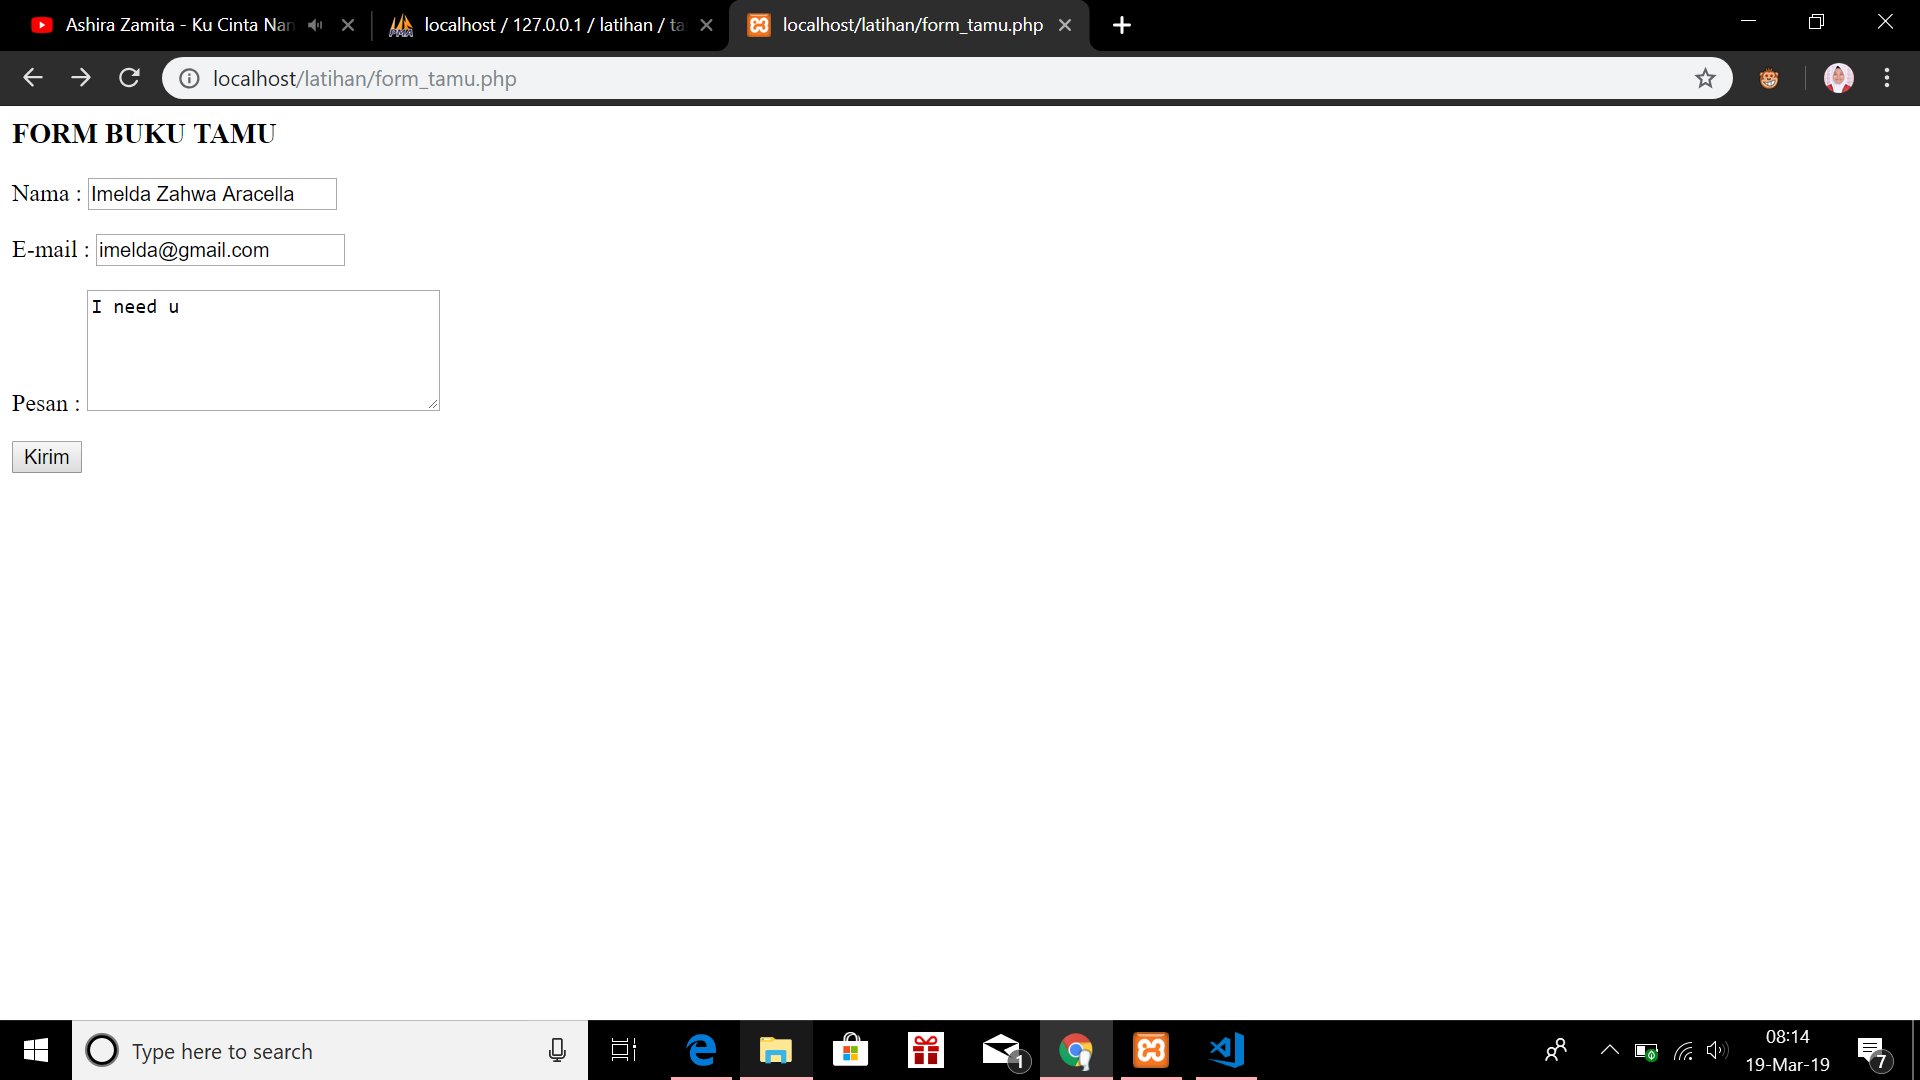 Ashira Zamita - Ku Cinta Nan
localhost / 127.0.0.1 / latihan / ta
localhost/latihan/form_tamu.php
localhost/latihan/form_tamu.php
FORM BUKU TAMU
Nama : Imelda Zahwa Aracella
E-mail : imelda@gmail.com
I need u
Pesan :
Kirim
Type here to search
1
08:14
19-Mar-19
7